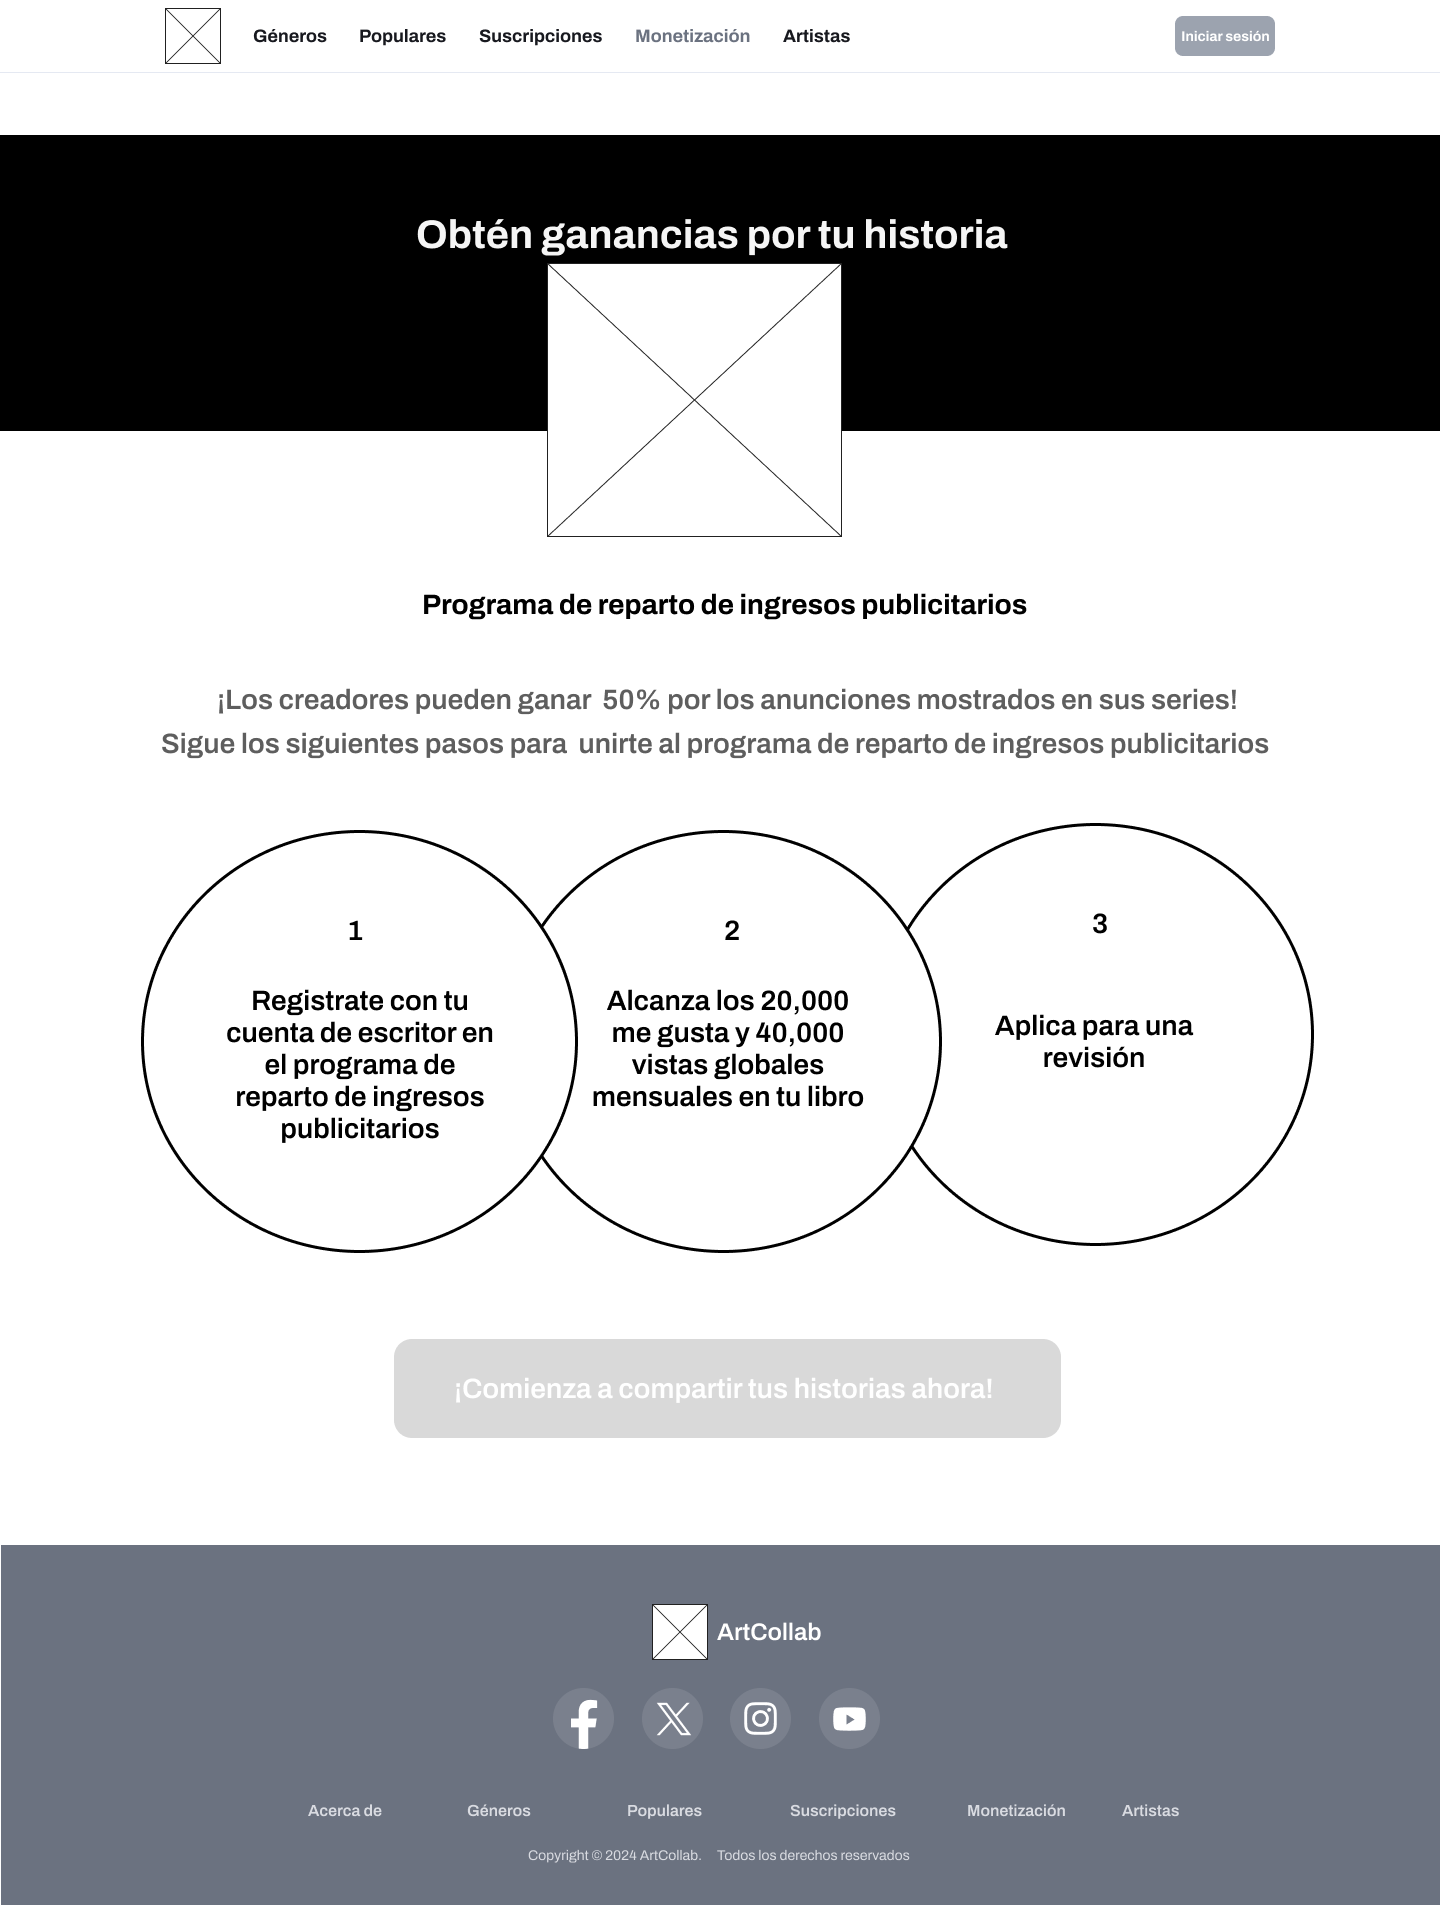 Géneros Populares Suscripciones Monetización Artistas Iniciar sesión
Obtén ganancias por tu historia
Programa de reparto de ingresos publicitarios
¡Los creadores pueden ganar 50% por los anuncios mostrados en sus series!
Sigue los siguientes pasos para unirte al programa de reparto de ingresos publicitarios
1
Registrate con tu
cuenta de escritor en
el programa de
reparto de ingresos
publicitarios
2
Alcanza los 20,000
me gusta y 40,000
vistas globales
mensuales en tu libro
3
Aplica para una
revisión
¡Comienza a compartir tus historias ahora!
ArtCollab
Acerca de Géneros Populares Suscripciones Monetización Artistas
Copyright © 2024 ArtCollab. Todos los derechos reservados